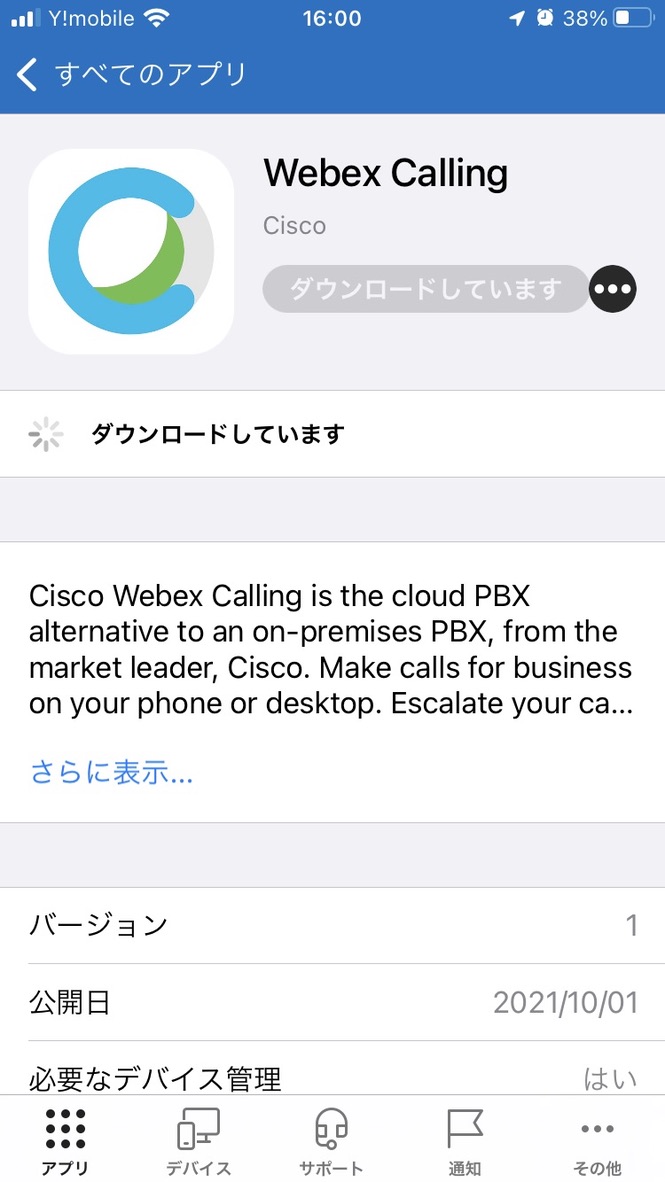 Y!mobile 16:00 38%
すべてのアプリ
Webex Calling
Cisco
ダウンロードしています
ダウンロードしています
Cisco Webex Calling is the cloud PBX
alternative to an on-premises PBX, from the
market leader, Cisco. Make calls for business
on your phone or desktop. Escalate your ca...
さらに表示...
バージョン 1
公開日 2021/10/01
必要なデバイス管理 はい
アプリ デバイス サポート 通知 その他